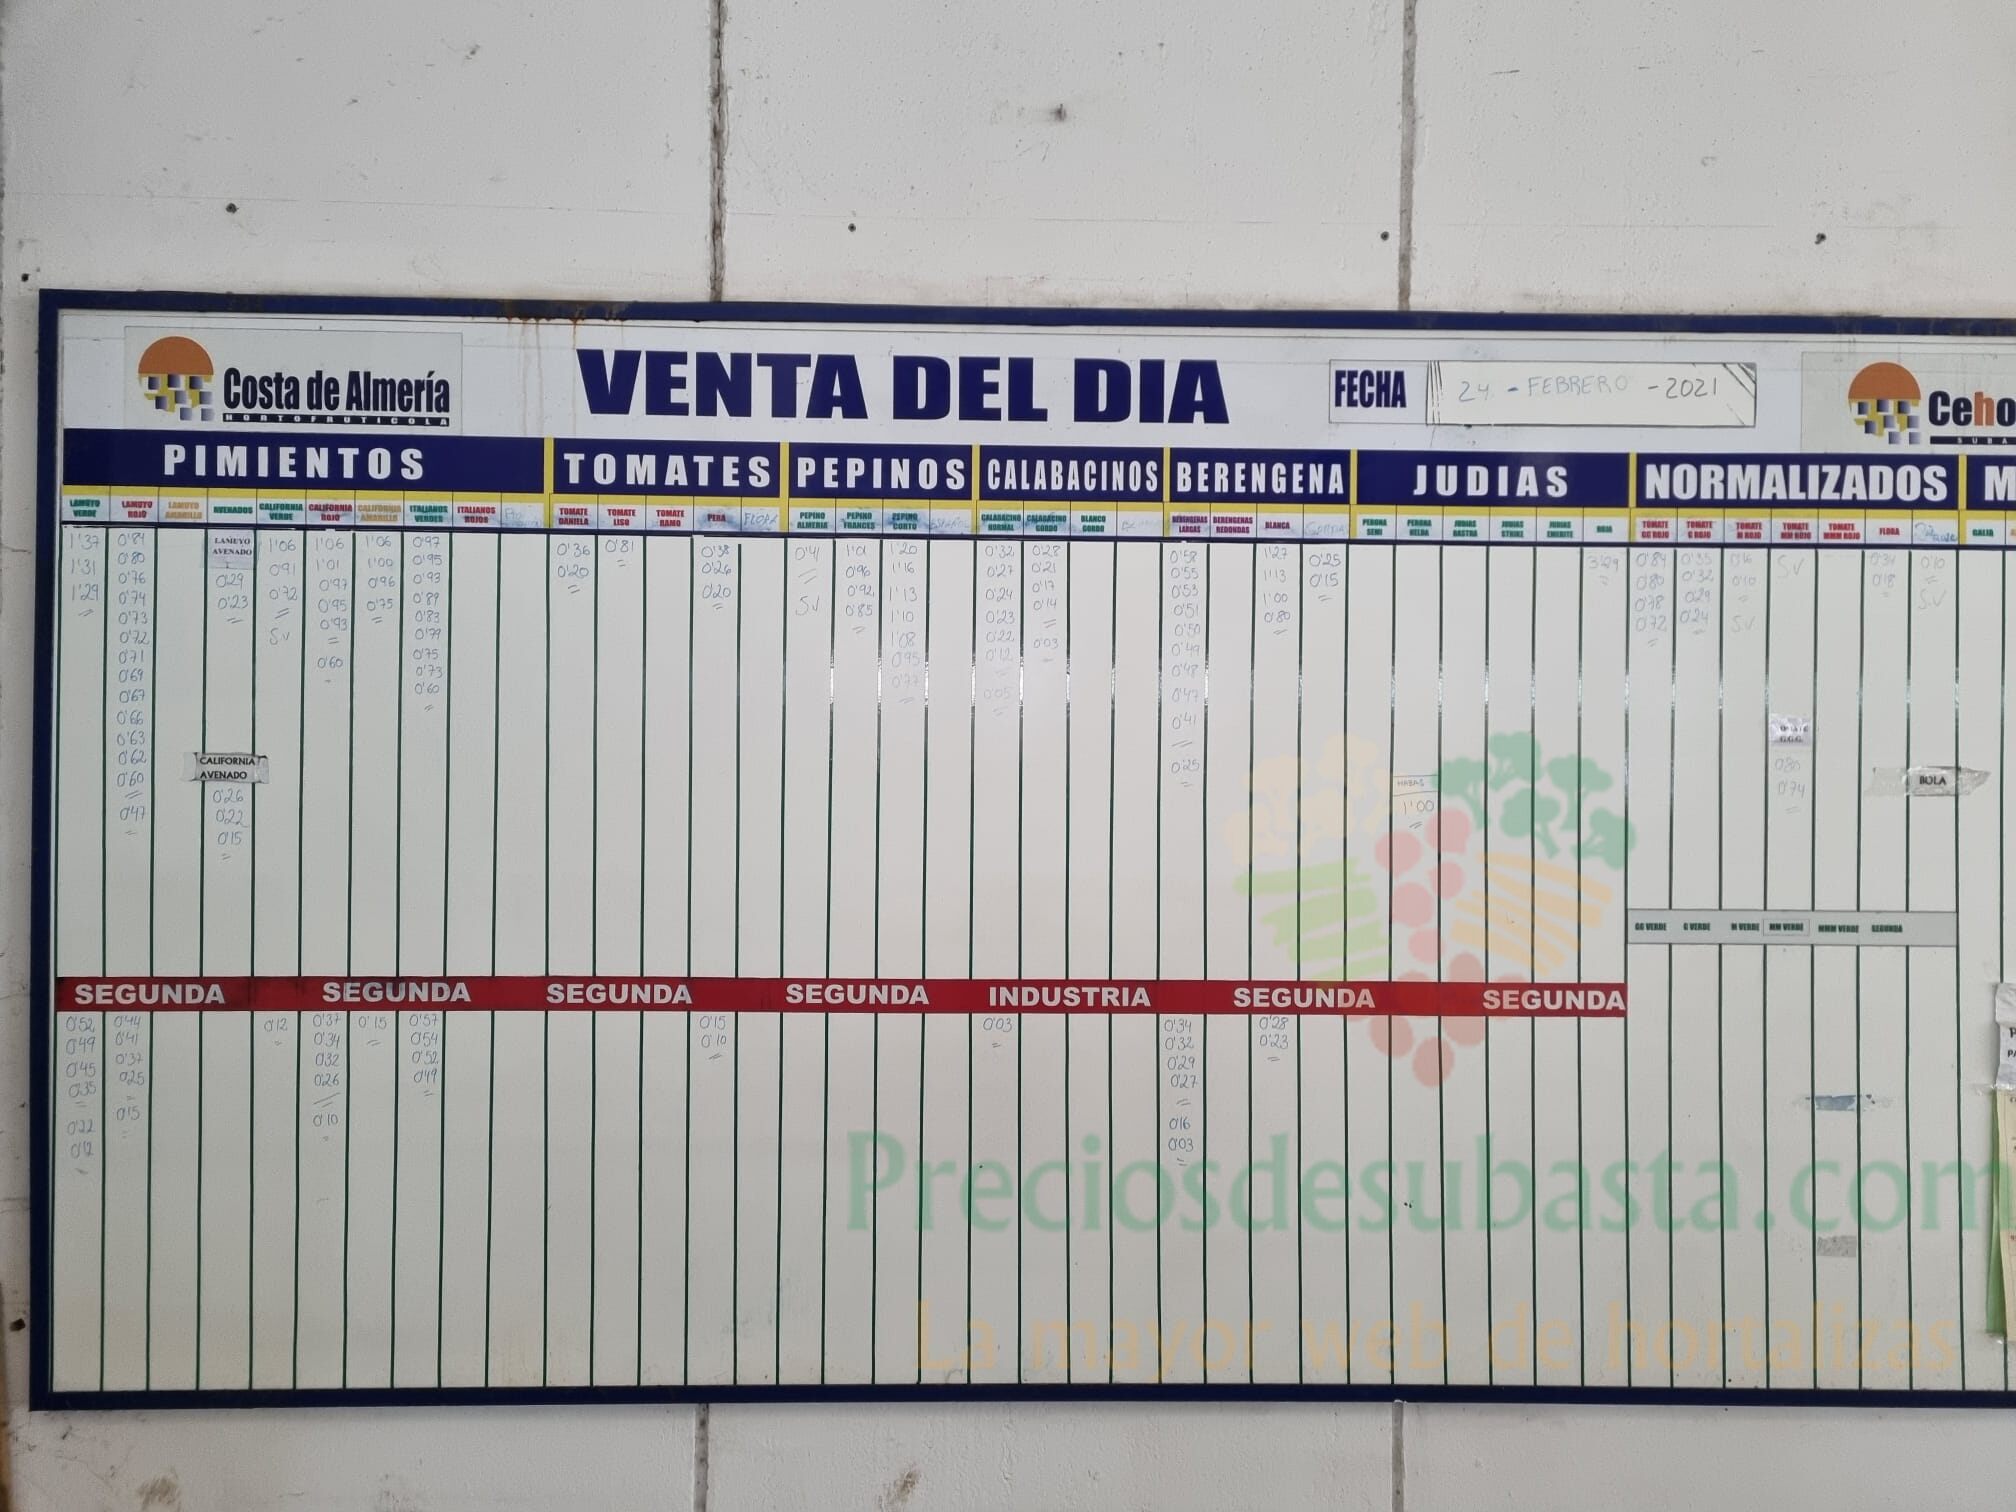 Costa de Almería
HORTOFRUTICOLA
VENTA DEL DIA
FECHA
24 - FEBRERO - 2021
Ceho
SUBA
PIMIENTOS
TOMATES
PEPINOS
CALABACINOS
BERENGENA
JUDIAS
NORMALIZADOS
M
LAMUYO VERDE
1'37
1'31
1'29
LAMUYO ROJO
0'84
0'80
0'76
0'74
0'73
0'72
0'71
0'69
0'67
0'66
0'63
0'62
0'60
0'47
LAMUYO AMARILLO
AVENADOS
LAMUYO
AVENADO
0'29
0'23
CALIFORNIA
AVENADO
0'26
0'22
0'15
CALIFORNIA VERDE
1'06
0'91
0'72
S.V
CALIFORNIA ROJO
1'06
1'01
0'97
0'95
0'93
0'60
CALIFORNIA AMARILLO
1'06
1'00
0'96
0'75
ITALIANOS VERDES
0'97
0'95
0'93
0'89
0'83
0'79
0'75
0'73
0'60
ITALIANOS ROJOS
TOMATE DANIELA
0'36
0'20
TOMATE LISO
0'81
TOMATE RAMO
PERA
0'38
0'26
0'20
FLORA
PEPINO ALMERIA
0'41
S.V
PEPINO FRANCES
1'01
0'96
0'92
0'85
PEPINO CORTO
1'20
1'16
1'13
1'10
1'08
0'95
0'77
CALABACINO NORMAL
0'32
0'27
0'24
0'23
0'22
0'12
0'05
CALABACINO GORDO
0'28
0'21
0'17
0'14
0'03
BLANCO GORDO
BERENGENAS LARGAS
0'58
0'55
0'53
0'51
0'50
0'49
0'48
0'47
0'41
0'25
BERENGENAS REDONDAS
BLANCA
1'27
1'13
1'00
0'80
0'25
0'15
PERONA SEMI
PERONA HELDA
HABAS
1'00
JUDIAS RASTRA
JUDIAS STRIKE
JUDIAS EMERITE
ROJA
3'29
TOMATE GG ROJO
0'84
0'80
0'78
0'72
TOMATE G ROJO
0'35
0'32
0'29
0'24
TOMATE M ROJO
0'16
0'10
S.V
TOMATE MM ROJO
S.V
G.G.G.
0'80
0'74
TOMATE MMM ROJO
FLORA
0'34
0'18
0'10
S.V
BOLA
GALIA
GG VERDE
G VERDE
M VERDE
MM VERDE
MMM VERDE
SEGUNDA
SEGUNDA
SEGUNDA
SEGUNDA
SEGUNDA
INDUSTRIA
SEGUNDA
SEGUNDA
0'52
0'49
0'45
0'35
0'22
0'12
0'44
0'41
0'37
0'25
0'15
0'12
0'37
0'34
0'32
0'26
0'10
0'15
0'57
0'54
0'52
0'49
0'15
0'10
0'03
0'34
0'32
0'29
0'27
0'16
0'03
0'28
0'23
Preciosdesubasta.com
La mayor web de hortalizas